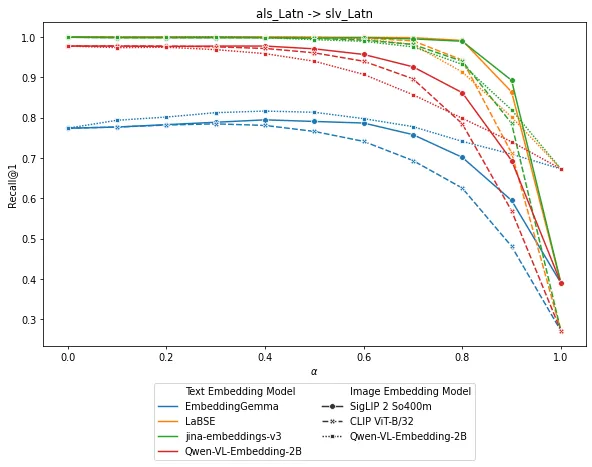 als_Latn -> slv_Latn
1.0
0.9
0.8
0.7
0.6
0.5
0.4
0.3
Recall@1
0.0 0.2 0.4 0.6 0.8 1.0
α
Text Embedding Model Image Embedding Model
EmbeddingGemma SigLIP 2 So400m
LaBSE CLIP ViT-B/32
jina-embeddings-v3 Qwen-VL-Embedding-2B
Qwen-VL-Embedding-2B